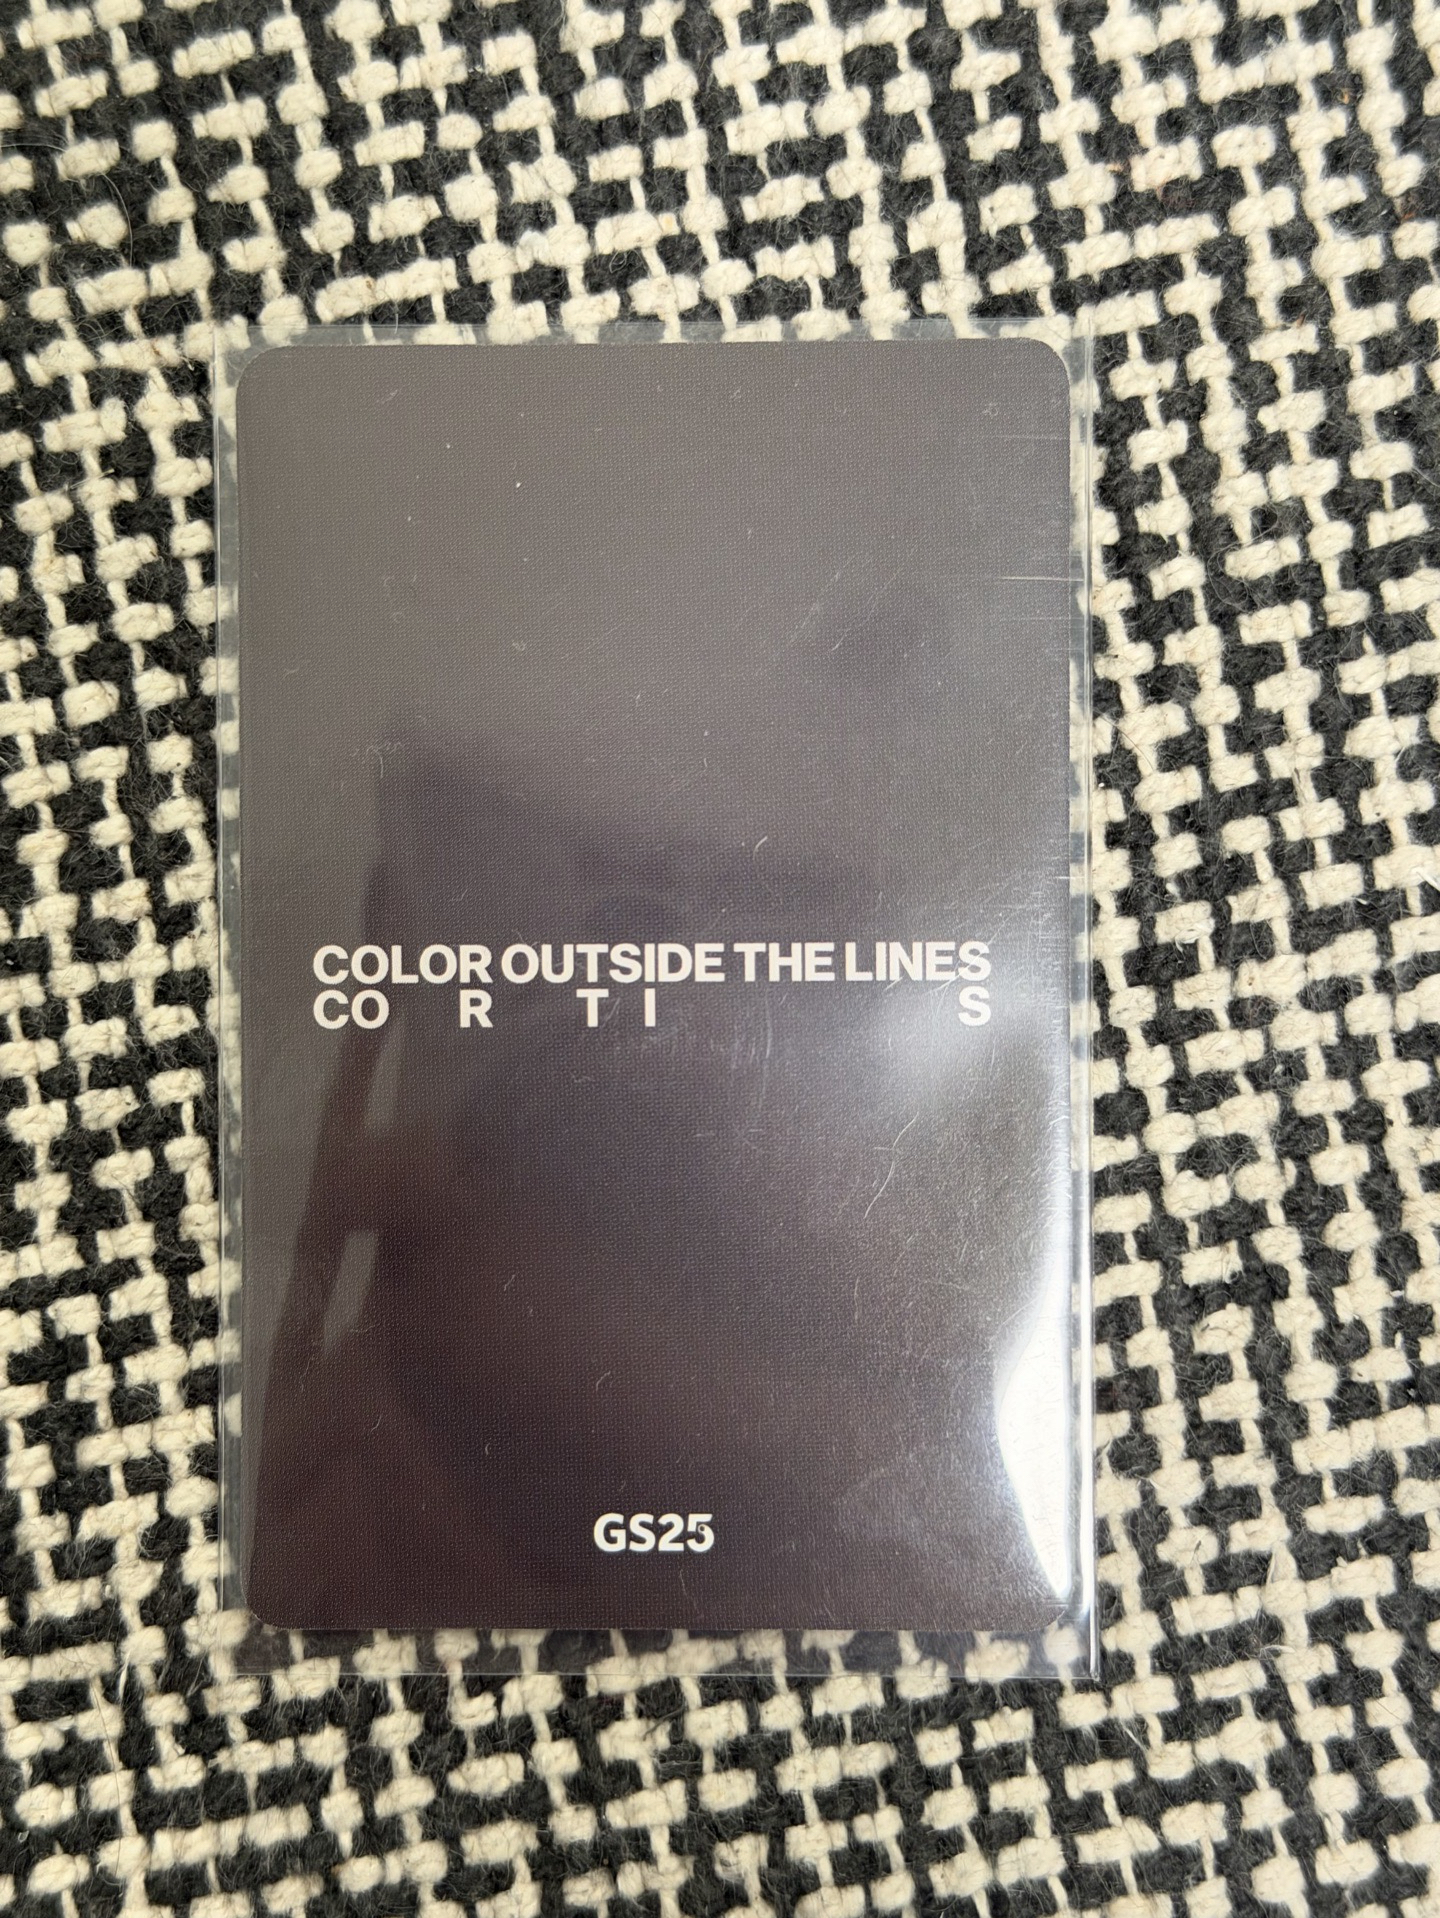 COLOR OUTSIDE THE LINES
CO R T I S
GS25